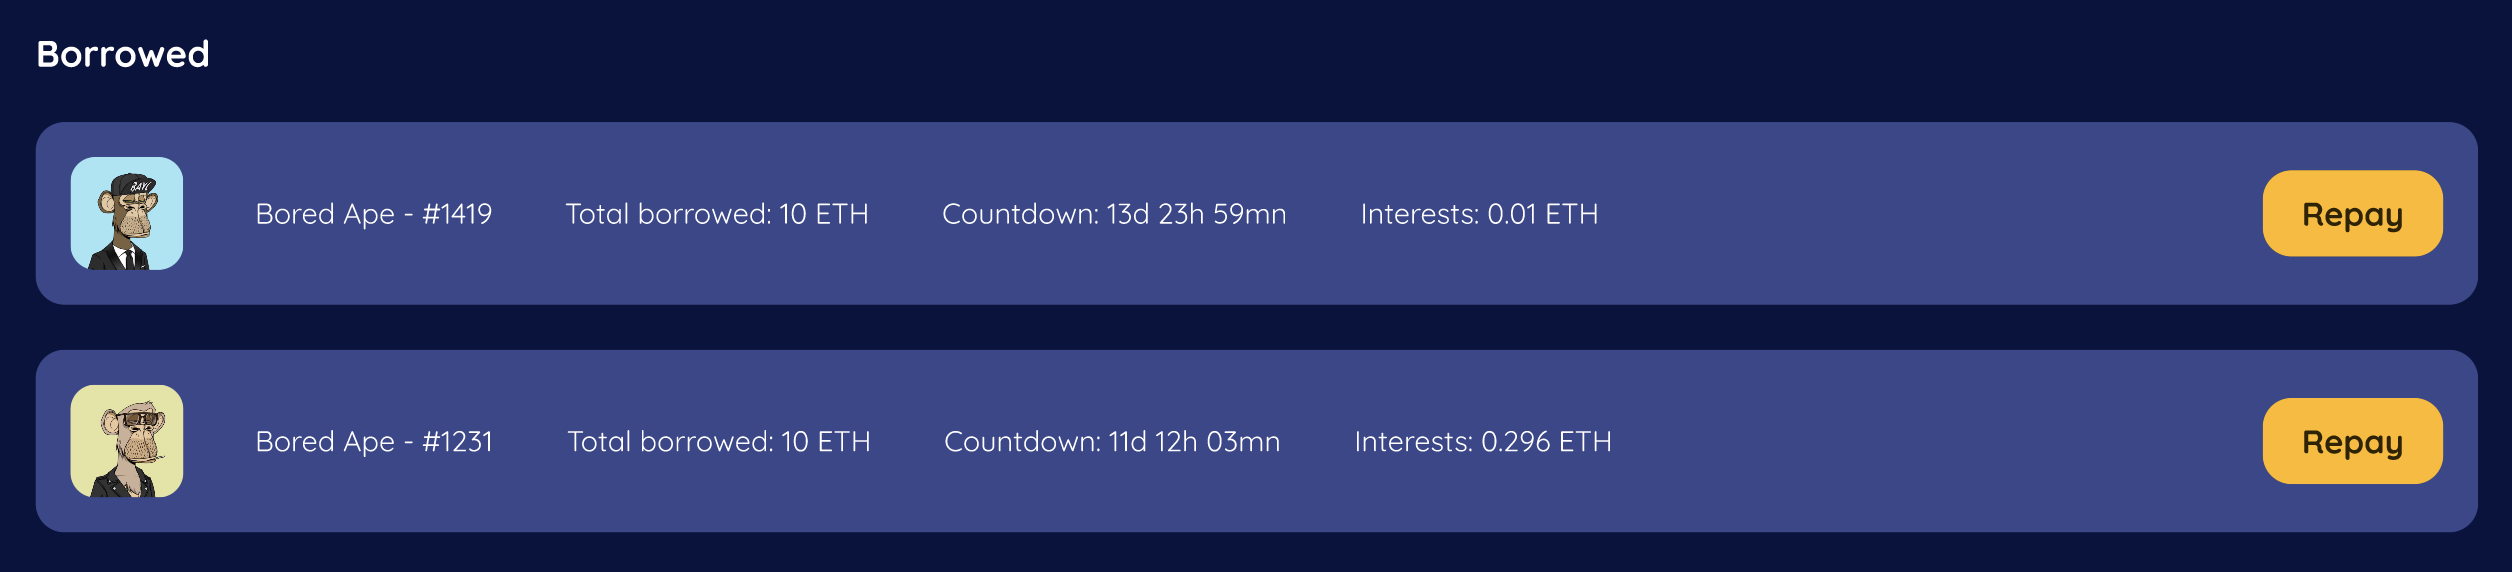 Borrowed
BAYC
Bored Ape - #1419 Total borrowed: 10 ETH Countdown: 13d 23h 59mn Interests: 0.01 ETH Repay
Bored Ape - #1231 Total borrowed: 10 ETH Countdown: 11d 12h 03mn Interests: 0.296 ETH Repay